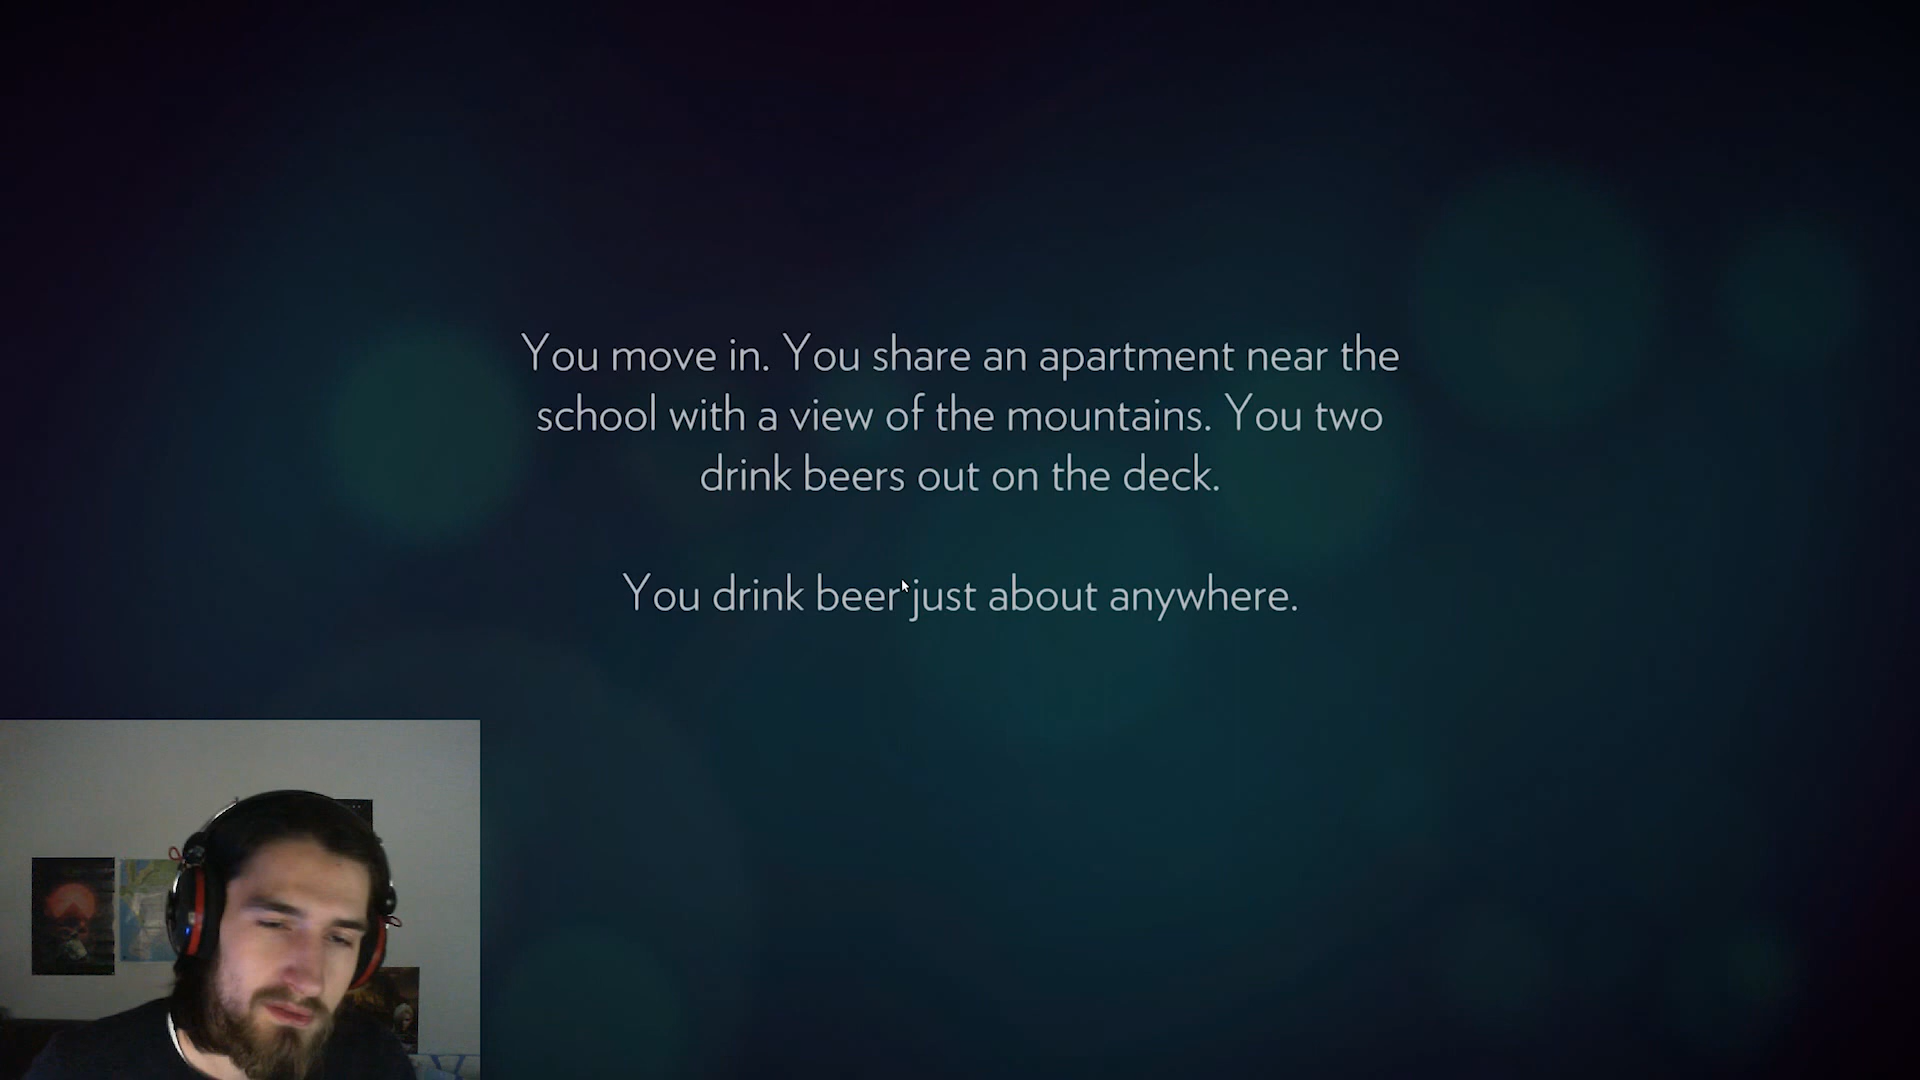 You move in. You share an apartment near the
school with a view of the mountains. You two
drink beers out on the deck.
You drink beer just about anywhere.